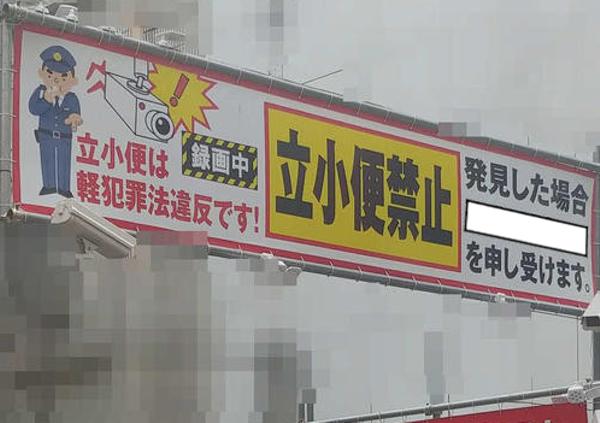 立小便は
軽犯罪法違反です!
録画中
立小便禁止
発見した場合
を申し受けます。